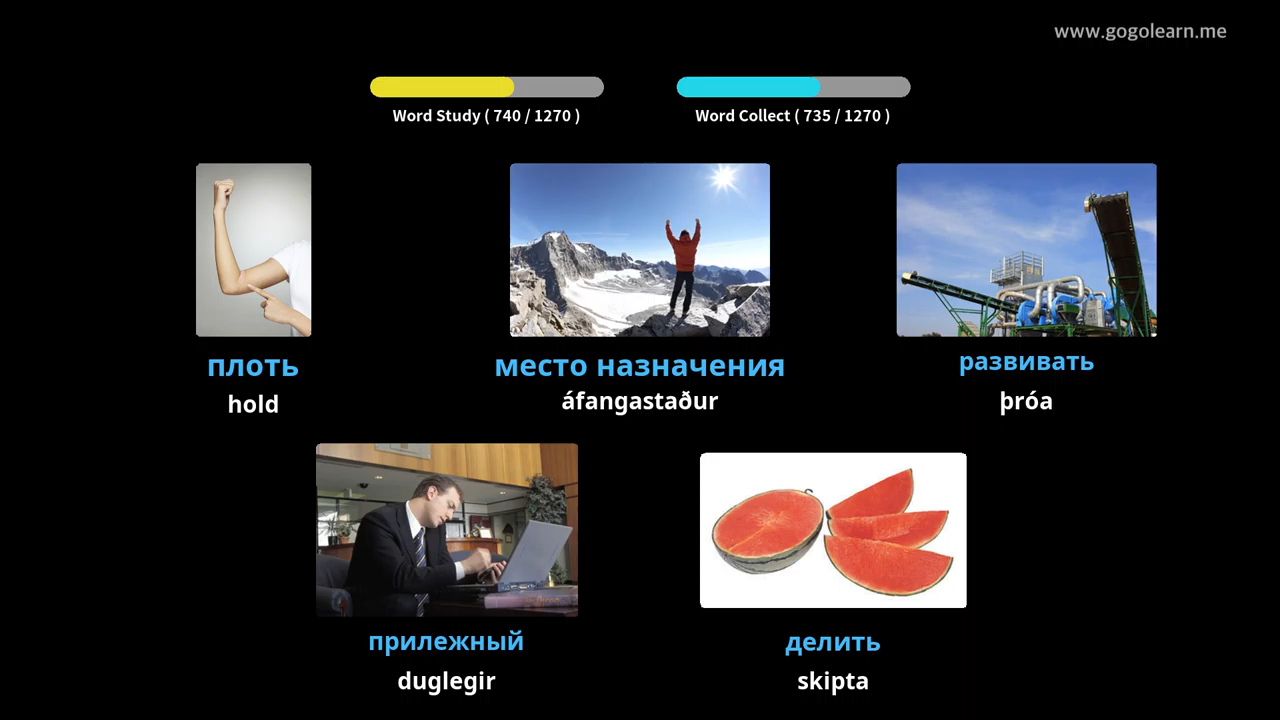 www.gogolearn.me
Word Study ( 740 / 1270 )
Word Collect ( 735 / 1270 )
плоть
hold
место назначения
áfangastaður
развивать
þróa
прилежный
duglegir
делить
skipta